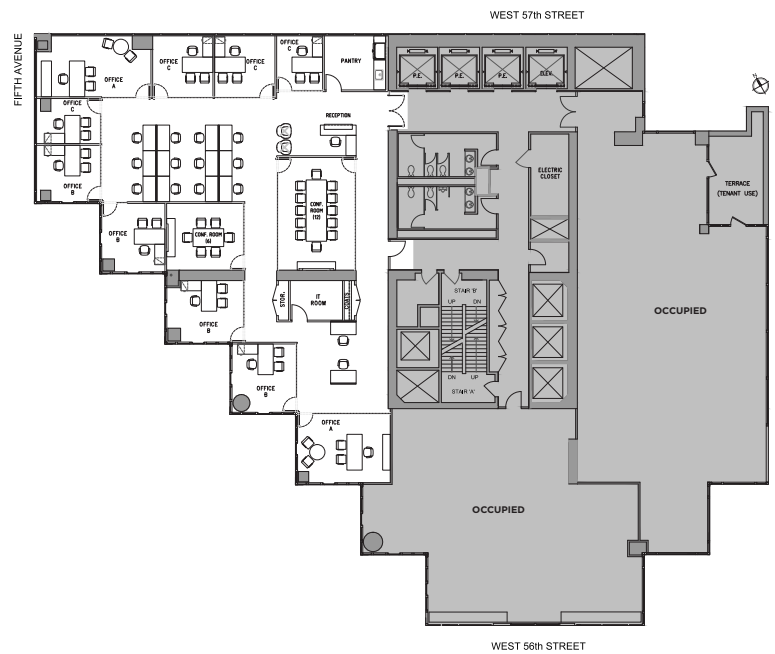 WEST 57th STREET
FIFTH AVENUE
OFFICE
A
OFFICE
C
OFFICE
C
OFFICE
C
PANTRY
P.E.
P.E.
P.E.
ELEV.
N
OFFICE
C
RECEPTION
OFFICE
B
CONF.
ROOM
(12)
ELECTRIC
CLOSET
TERRACE
(TENANT USE)
OFFICE
B
CONF. ROOM
(6)
STOR.
IT
ROOM
COATS
STAIR 'B'
UP
DN
OFFICE
B
OCCUPIED
DN
UP
STAIR 'A'
OFFICE
B
OFFICE
A
OCCUPIED
WEST 56th STREET